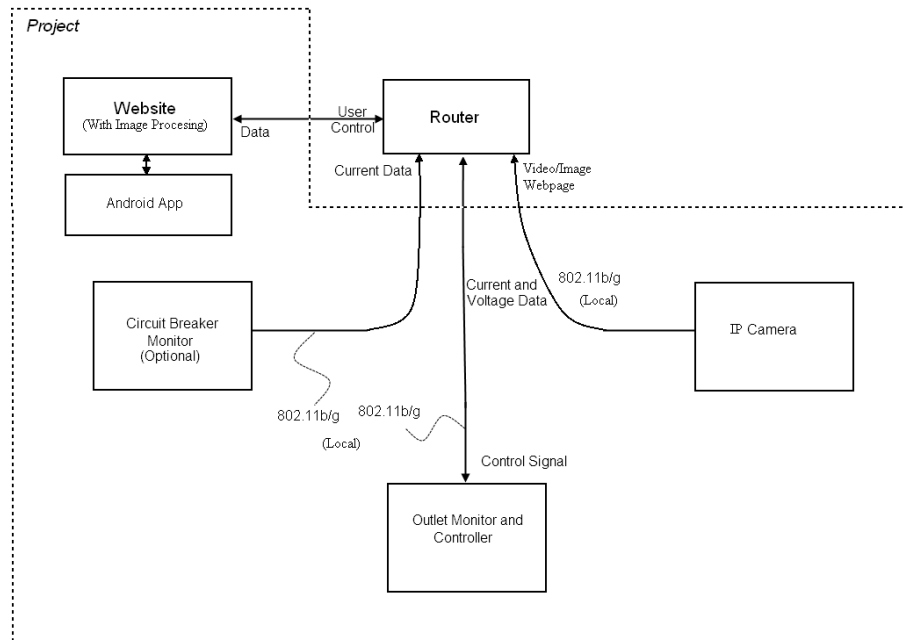 Project
Website
(With Image Procesing)
Data
User
Control
Router
Android App
Current Data
Video/Image
Webpage
Current and
Voltage Data
802.11b/g
(Local)
Circuit Breaker
Monitor
(Optional)
IP Camera
802.11b/g
(Local)
802.11b/g
Control Signal
Outlet Monitor and
Controller